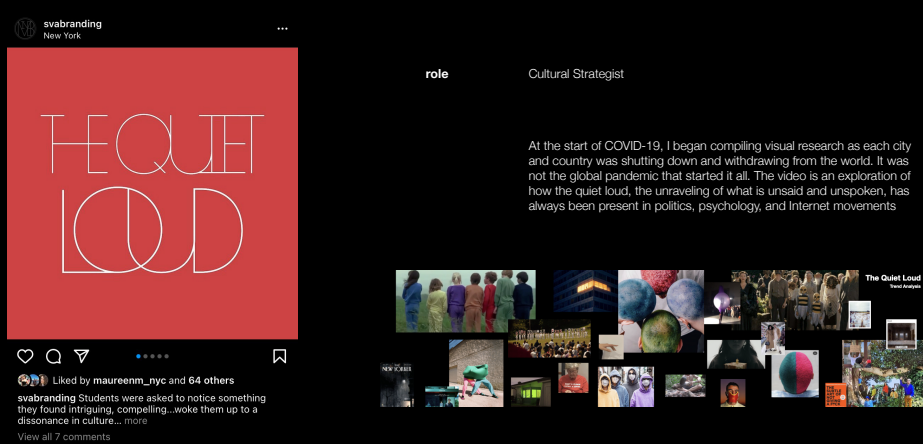 svabranding
New York
THE QUIET
LOUD
Liked by maureenm_nyc and 64 others
svabranding Students were asked to notice something
they found intriguing, compelling...woke them up to a
dissonance in culture... more
View all 7 comments
role
Cultural Strategist
At the start of COVID-19, I began compiling visual research as each city
and country was shutting down and withdrawing from the world. It was
not the global pandemic that started it all. The video is an exploration of
how the quiet loud, the unraveling of what is unsaid and unspoken, has
always been present in politics, psychology, and Internet movements
The Quiet Loud
Trend Analysis
NEW YORKER